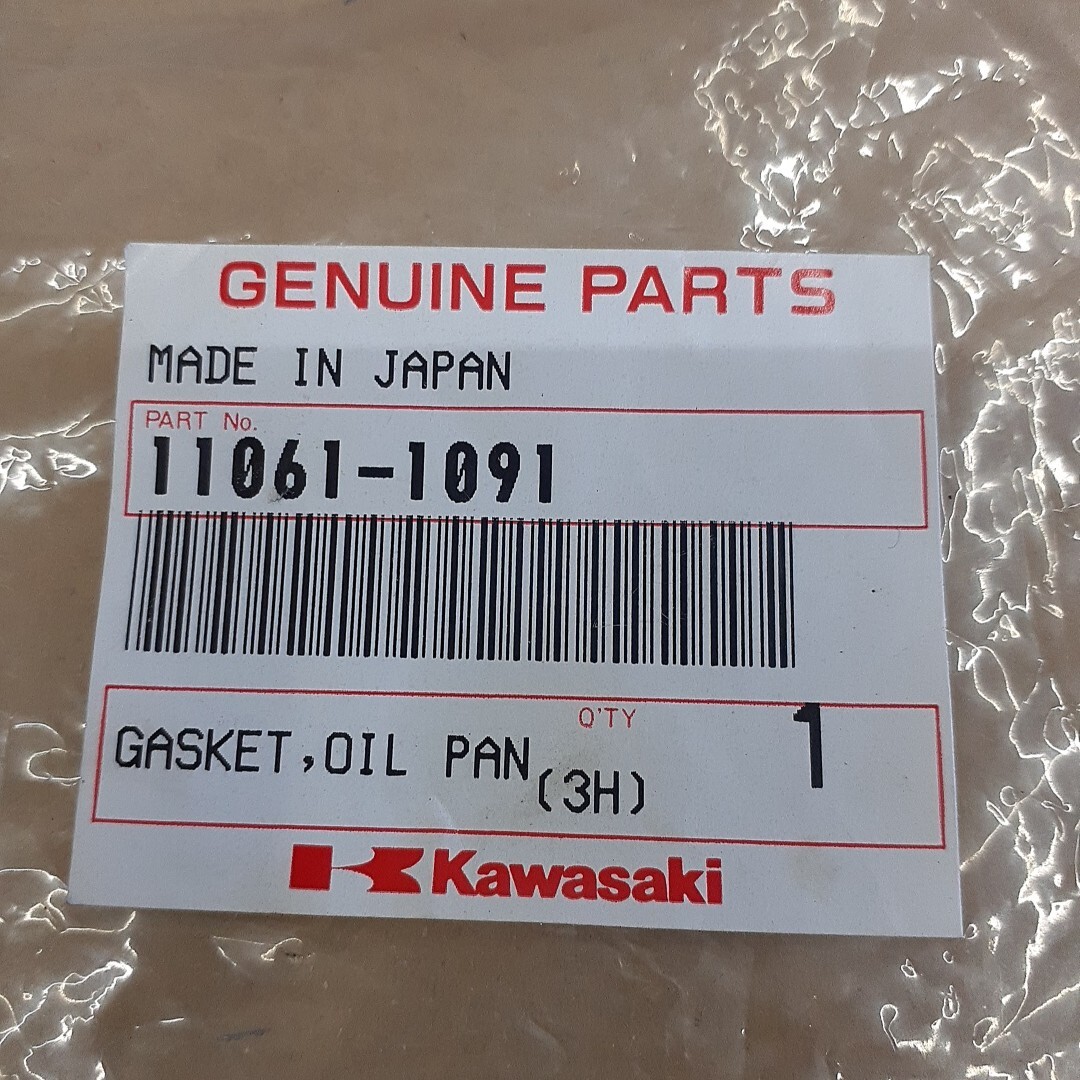 GENUINE PARTS
MADE IN JAPAN
PART No.
11061-1091
Q'TY
GASKET,OIL PAN 1
(3H)
Kawasaki